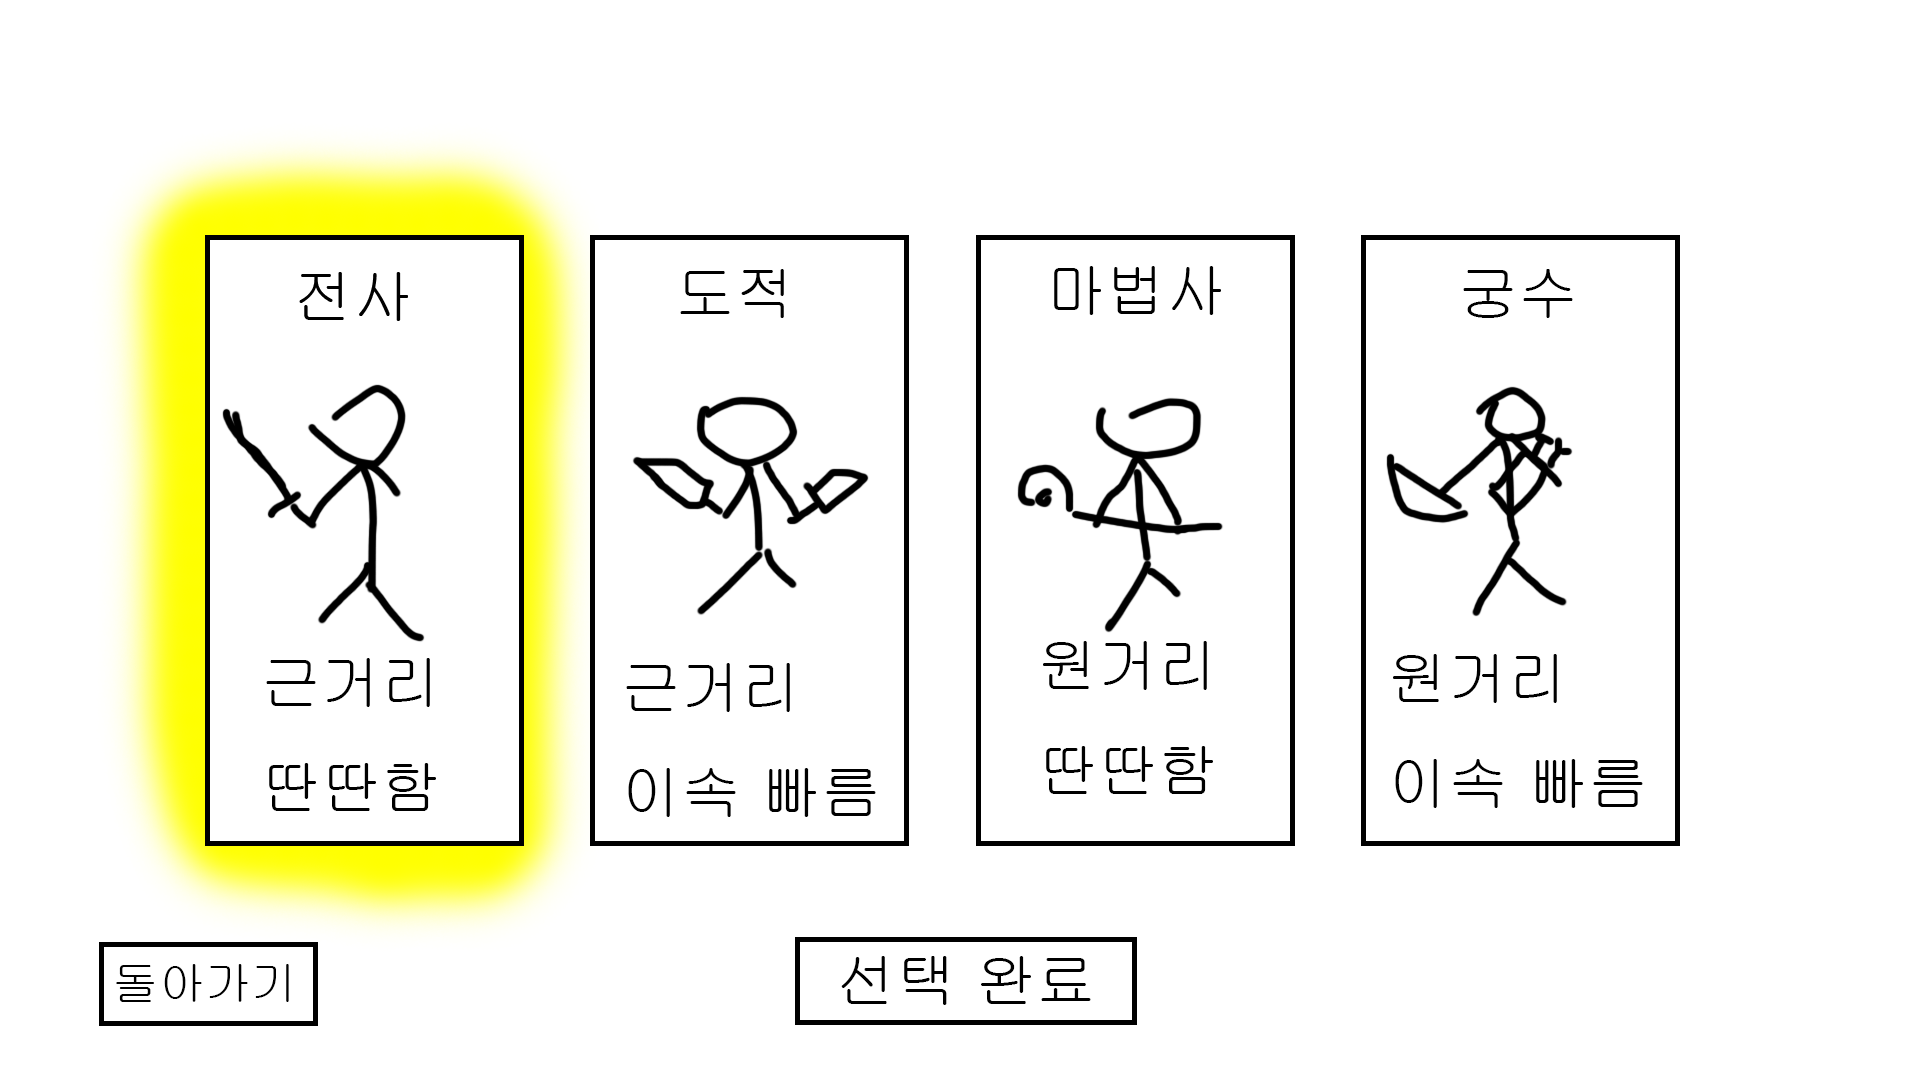 전사
근거리
딴딴함
도적
근거리
이속 빠름
마법사
원거리
딴딴함
궁수
원거리
이속 빠름
돌아가기
선택 완료